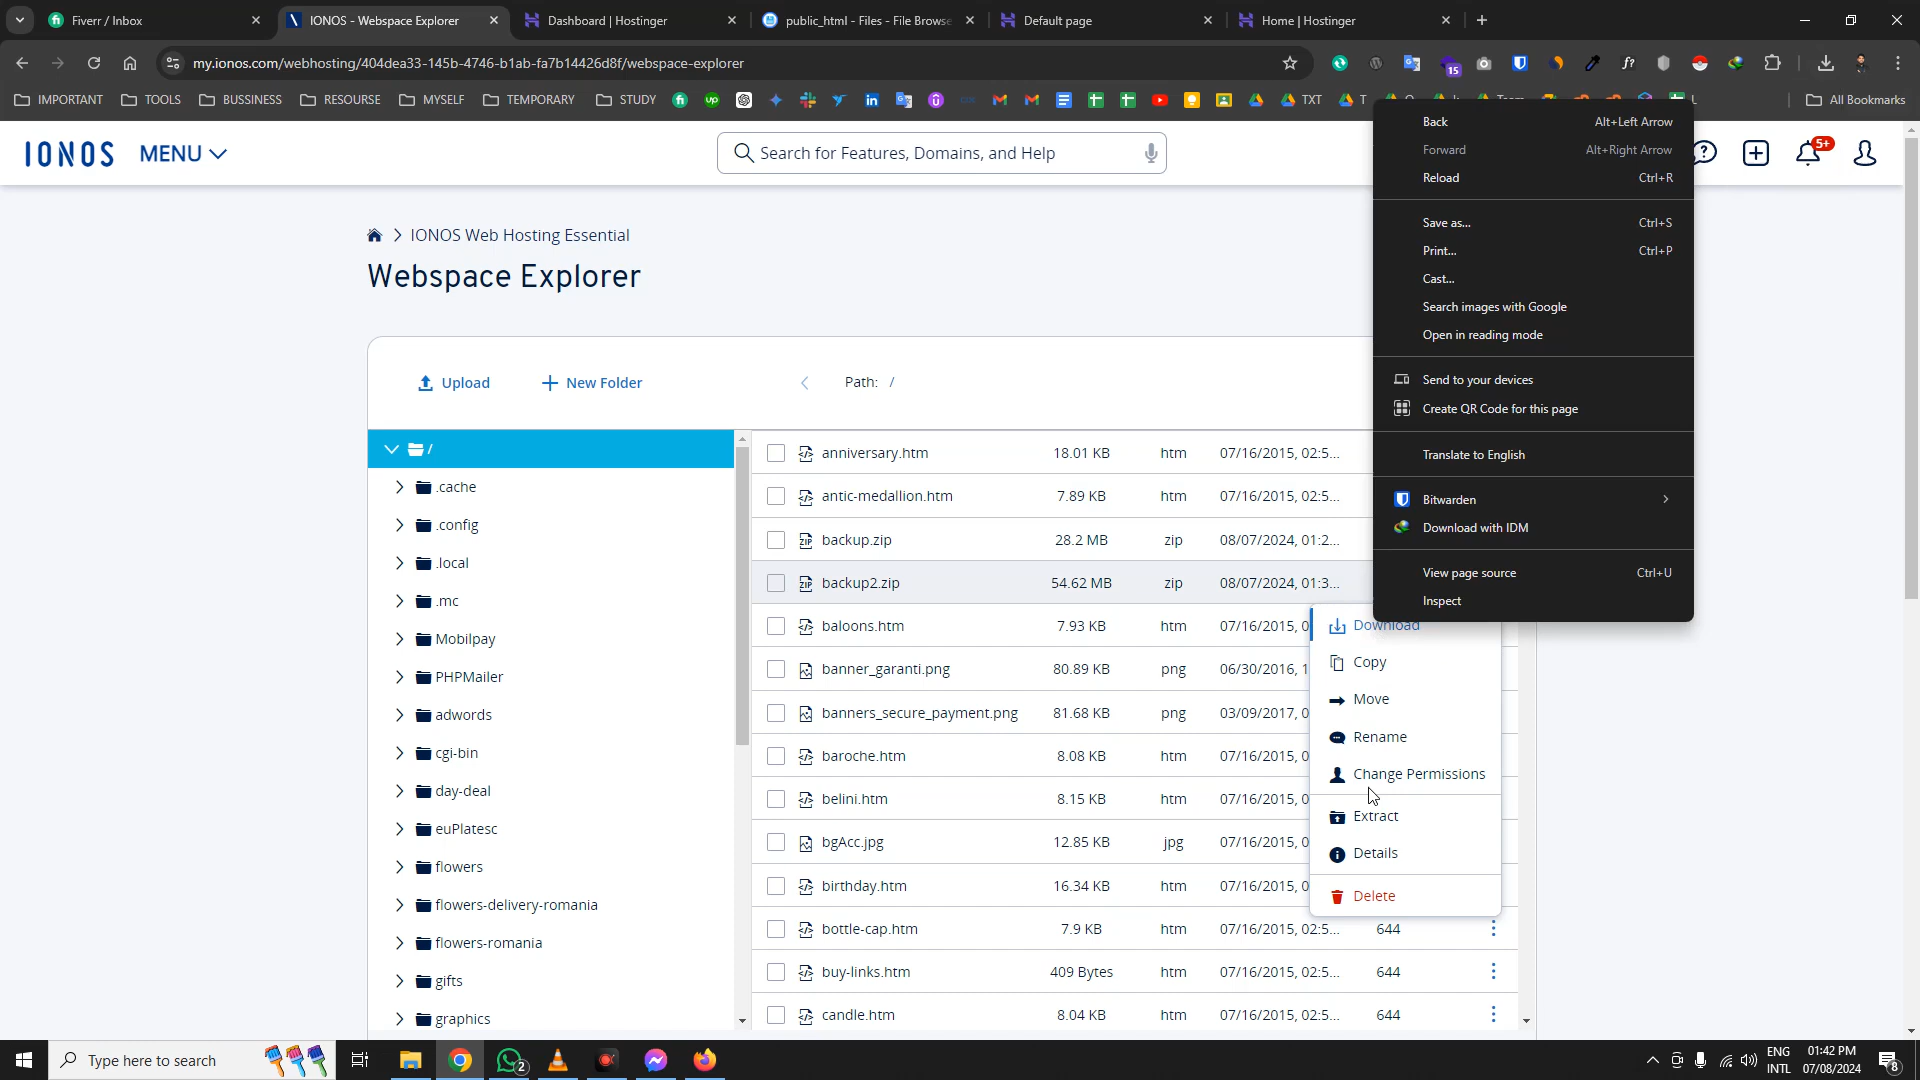 Fiverr / Inbox
IONOS - Webspace Explorer
Dashboard | Hostinger
public_html - Files - File Browse
Default page
Home | Hostinger
my.ionos.com/webhosting/404dea33-145b-4746-b1ab-fa7b14426d8f/webspace-explorer
15
IMPORTANT
TOOLS
BUSSINESS
RESOURSE
MYSELF
TEMPORARY
STUDY
TXT
T
L
All Bookmarks
IONOS MENU
Search for Features, Domains, and Help
5+
IONOS Web Hosting Essential
Webspace Explorer
Upload
New Folder
Path: /
/
.cache
.config
.local
.mc
Mobilpay
PHPMailer
adwords
cgi-bin
day-deal
euPlatesc
flowers
flowers-delivery-romania
flowers-romania
gifts
graphics
anniversary.htm 18.01 KB htm 07/16/2015, 02:5...
antic-medallion.htm 7.89 KB htm 07/16/2015, 02:5...
backup.zip 28.2 MB zip 08/07/2024, 01:2...
backup2.zip 54.62 MB zip 08/07/2024, 01:3...
baloons.htm 7.93 KB htm 07/16/2015, 0
banner_garanti.png 80.89 KB png 06/30/2016, 1
banners_secure_payment.png 81.68 KB png 03/09/2017, 0
baroche.htm 8.08 KB htm 07/16/2015, 0
belini.htm 8.15 KB htm 07/16/2015, 0
bgAcc.jpg 12.85 KB jpg 07/16/2015, 0
birthday.htm 16.34 KB htm 07/16/2015, 0
bottle-cap.htm 7.9 KB htm 07/16/2015, 02:5... 644
buy-links.htm 409 Bytes htm 07/16/2015, 02:5... 644
candle.htm 8.04 KB htm 07/16/2015, 02:5... 644
Back Alt+Left Arrow
Forward Alt+Right Arrow
Reload Ctrl+R
Save as... Ctrl+S
Print... Ctrl+P
Cast...
Search images with Google
Open in reading mode
Send to your devices
Create QR Code for this page
Translate to English
Bitwarden
Download with IDM
View page source Ctrl+U
Inspect
Download
Copy
Move
Rename
Change Permissions
Extract
Details
Delete
Type here to search
2
ENG
INTL
01:42 PM
07/08/2024
8